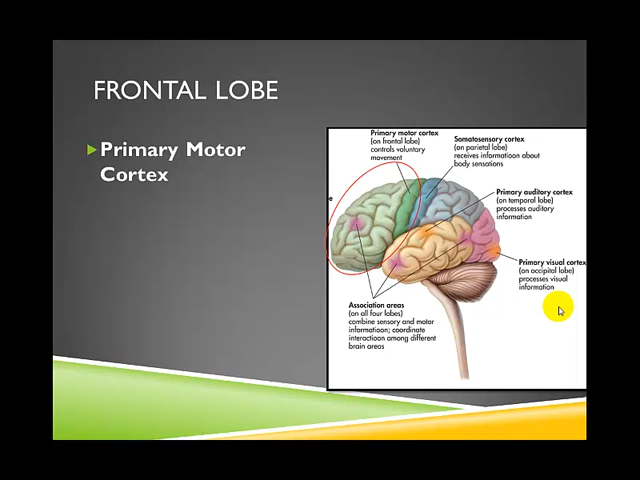 FRONTAL LOBE
Primary Motor
Cortex
Primary motor cortex
(on frontal lobe)
controls voluntary
movement
Somatosensory cortex
(on parietal lobe)
receives information about
body sensations
Primary auditory cortex
(on temporal lobe)
processes auditory
information
Primary visual cortex
(on occipital lobe)
processes visual
information
Association areas
(on all four lobes)
combine sensory and motor
information; coordinate
interaction among different
brain areas